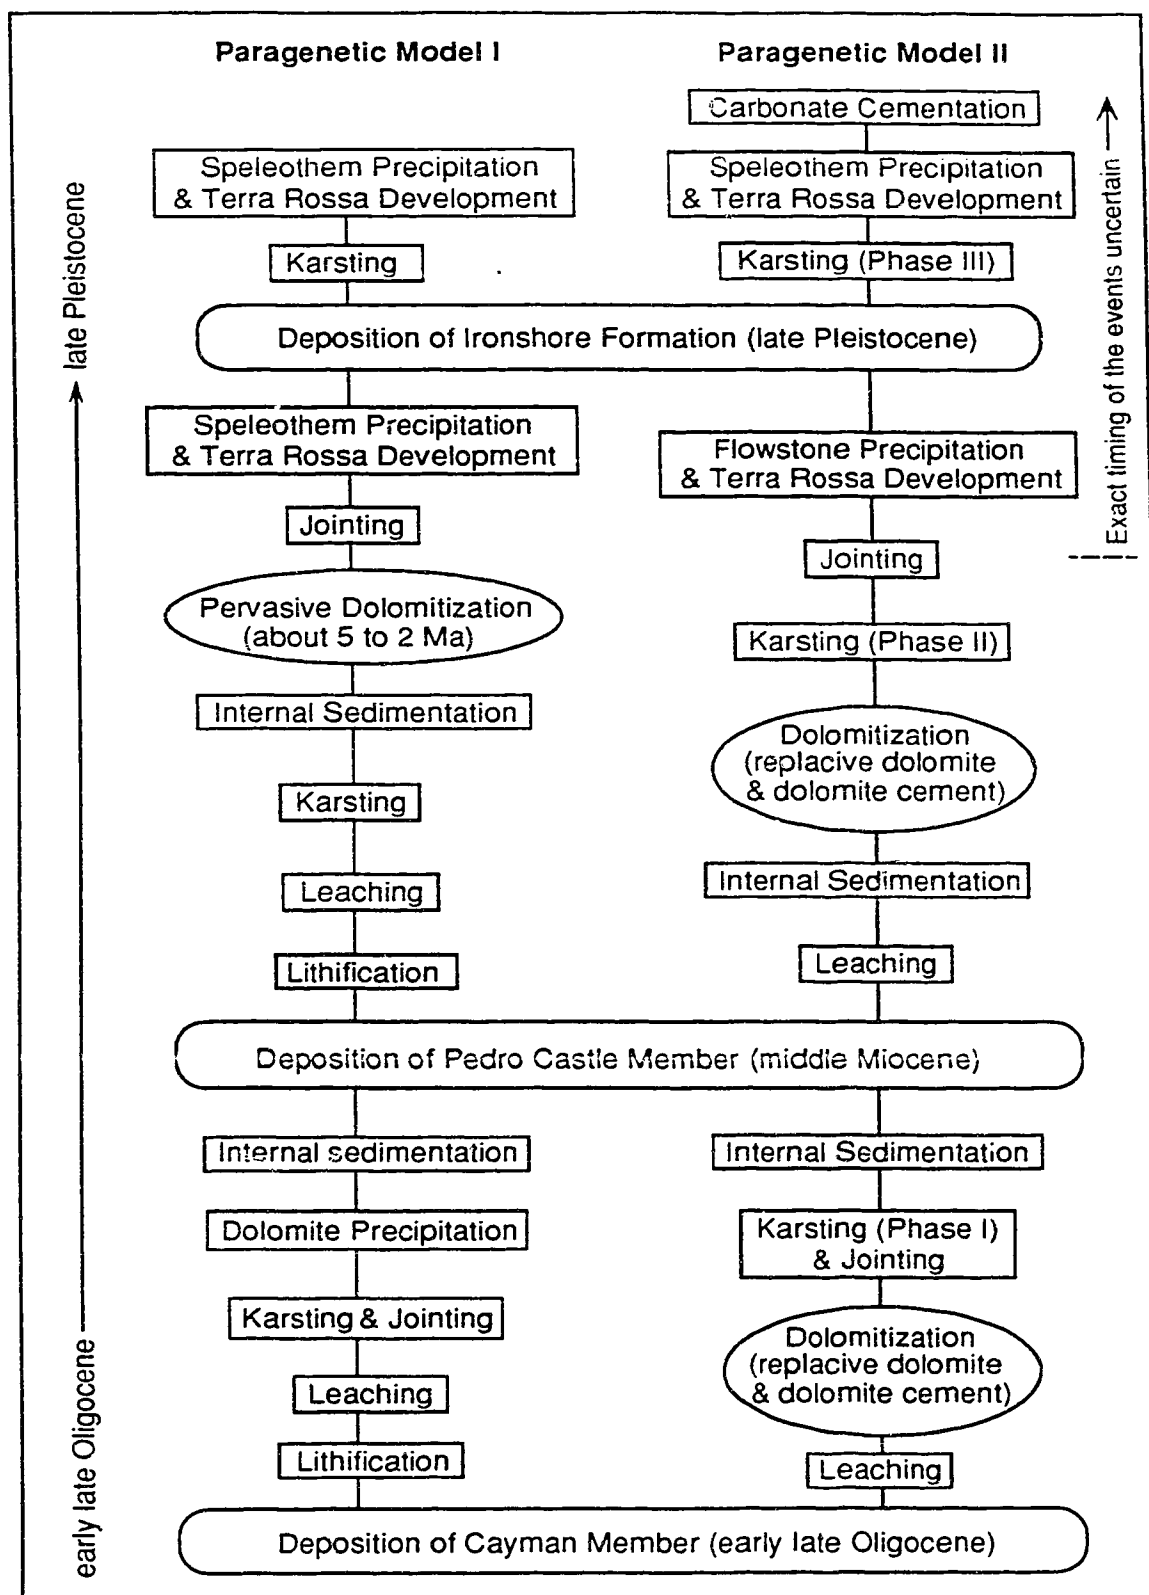 Paragenetic Model I
Paragenetic Model II
Carbonate Cementation
Speleothem Precipitation
& Terra Rossa Development
Speleothem Precipitation
& Terra Rossa Development
Karsting
Karsting (Phase III)
Deposition of Ironshore Formation (late Pleistocene)
Speleothem Precipitation
& Terra Rossa Development
Flowstone Precipitation
& Terra Rossa Development
Jointing
Jointing
Pervasive Dolomitization
(about 5 to 2 Ma)
Karsting (Phase II)
Internal Sedimentation
Dolomitization
(replacive dolomite
& dolomite cement)
Karsting
Internal Sedimentation
Leaching
Leaching
Lithification
Deposition of Pedro Castle Member (middle Miocene)
Internal sedimentation
Internal Sedimentation
Dolomite Precipitation
Karsting (Phase I)
& Jointing
Karsting & Jointing
Dolomitization
(replacive dolomite
& dolomite cement)
Leaching
Lithification
Leaching
Deposition of Cayman Member (early late Oligocene)
early late Oligocene
late Pleistocene
Exact timing of the events uncertain